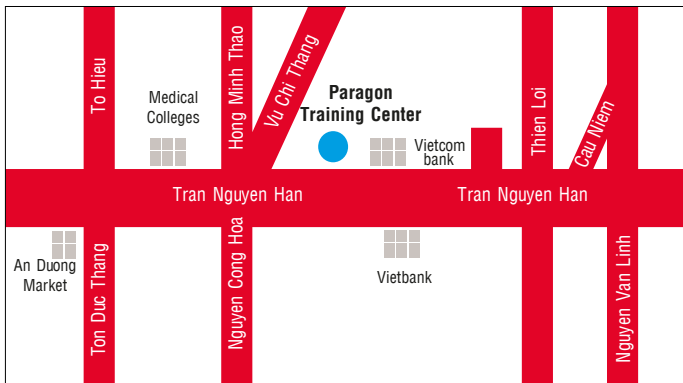 To Hieu
Hong Minh Thao
Vu Chi Thang
Medical
Colleges
Paragon
Training Center
Vietcom
bank
Thien Loi
Cau Niem
Tran Nguyen Han
Tran Nguyen Han
An Duong
Market
Ton Duc Thang
Nguyen Cong Hoa
Vietbank
Nguyen Van Linh